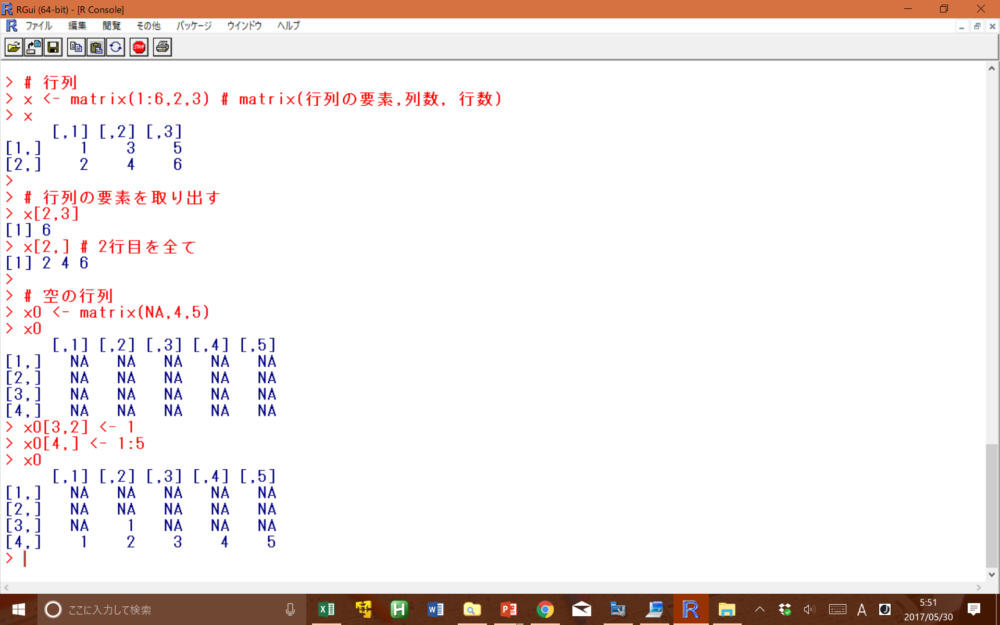 RGui (64-bit) - [R Console]
ファイル 編集 閲覧 その他 パッケージ ウインドウ ヘルプ
STOP
> # 行列
> x <- matrix(1:6,2,3) # matrix(行列の要素,列数, 行数)
> x
     [,1] [,2] [,3]
[1,]    1    3    5
[2,]    2    4    6
>
> # 行列の要素を取り出す
> x[2,3]
[1] 6
> x[2,] # 2行目を全て
[1] 2 4 6
>
> # 空の行列
> x0 <- matrix(NA,4,5)
> x0
     [,1] [,2] [,3] [,4] [,5]
[1,]   NA   NA   NA   NA   NA
[2,]   NA   NA   NA   NA   NA
[3,]   NA   NA   NA   NA   NA
[4,]   NA   NA   NA   NA   NA
> x0[3,2] <- 1
> x0[4,] <- 1:5
> x0
     [,1] [,2] [,3] [,4] [,5]
[1,]   NA   NA   NA   NA   NA
[2,]   NA   NA   NA   NA   NA
[3,]   NA    1   NA   NA   NA
[4,]    1    2    3    4    5
>
ここに入力して検索
A
5:51
2017/05/30